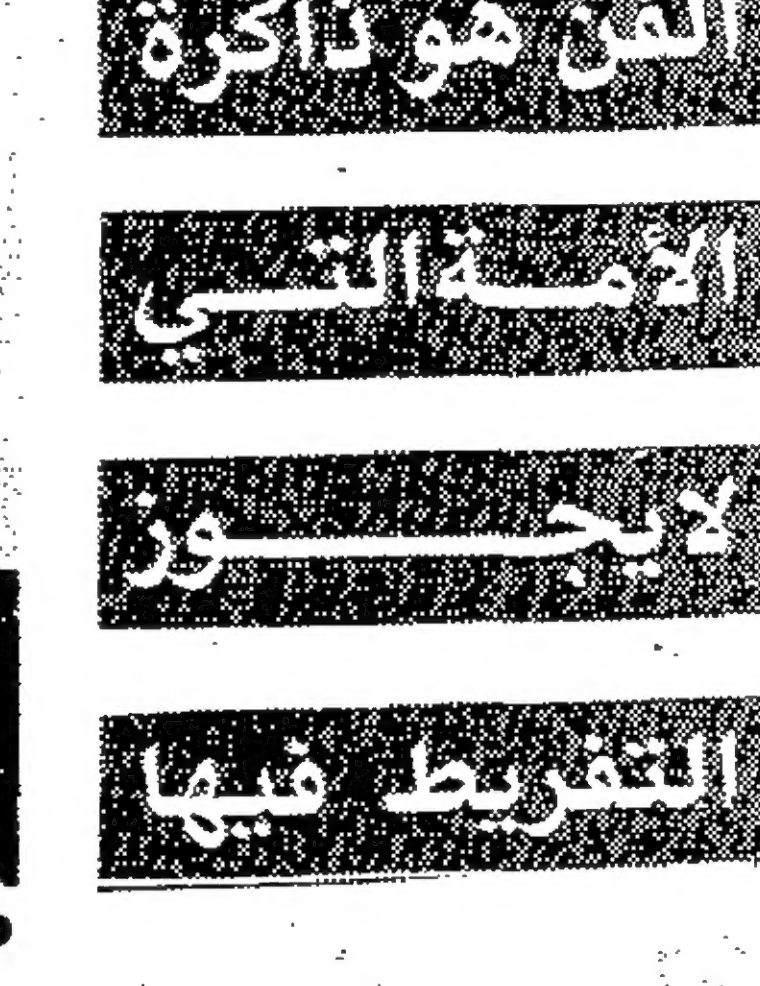 الفن هو ذاكرة
الأمة التي
لا يجوز
التفريط فيها